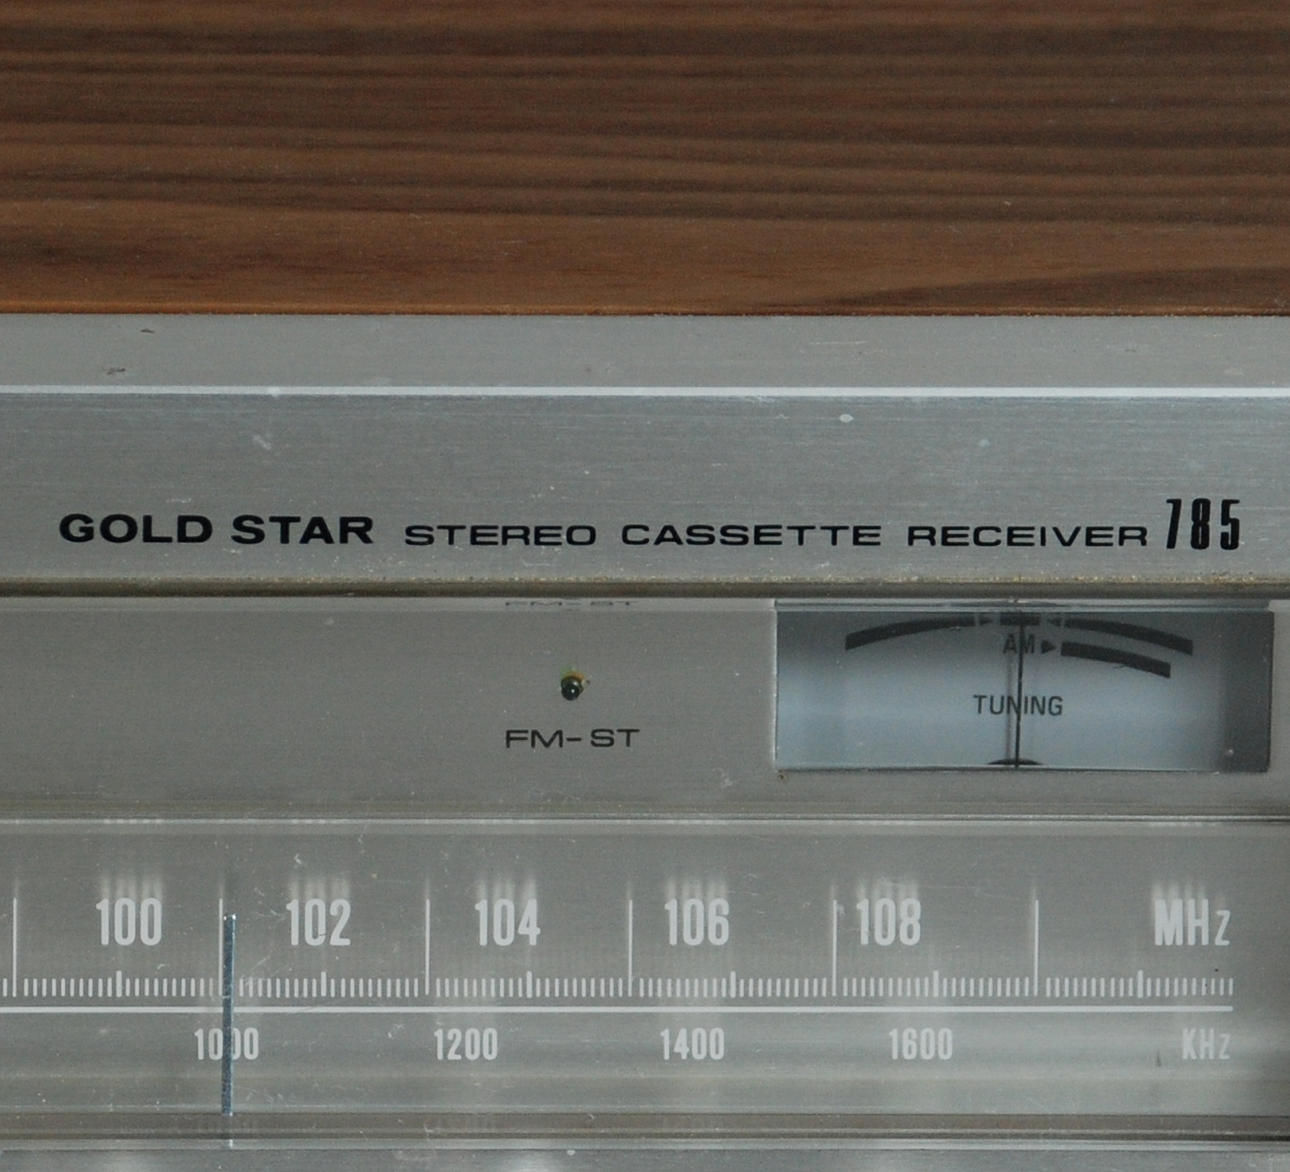 GOLD STAR STEREO CASSETTE RECEIVER 785
AM
TUNING
FM-ST
100 102 104 106 108 MHz
1000 1200 1400 1600 KHz